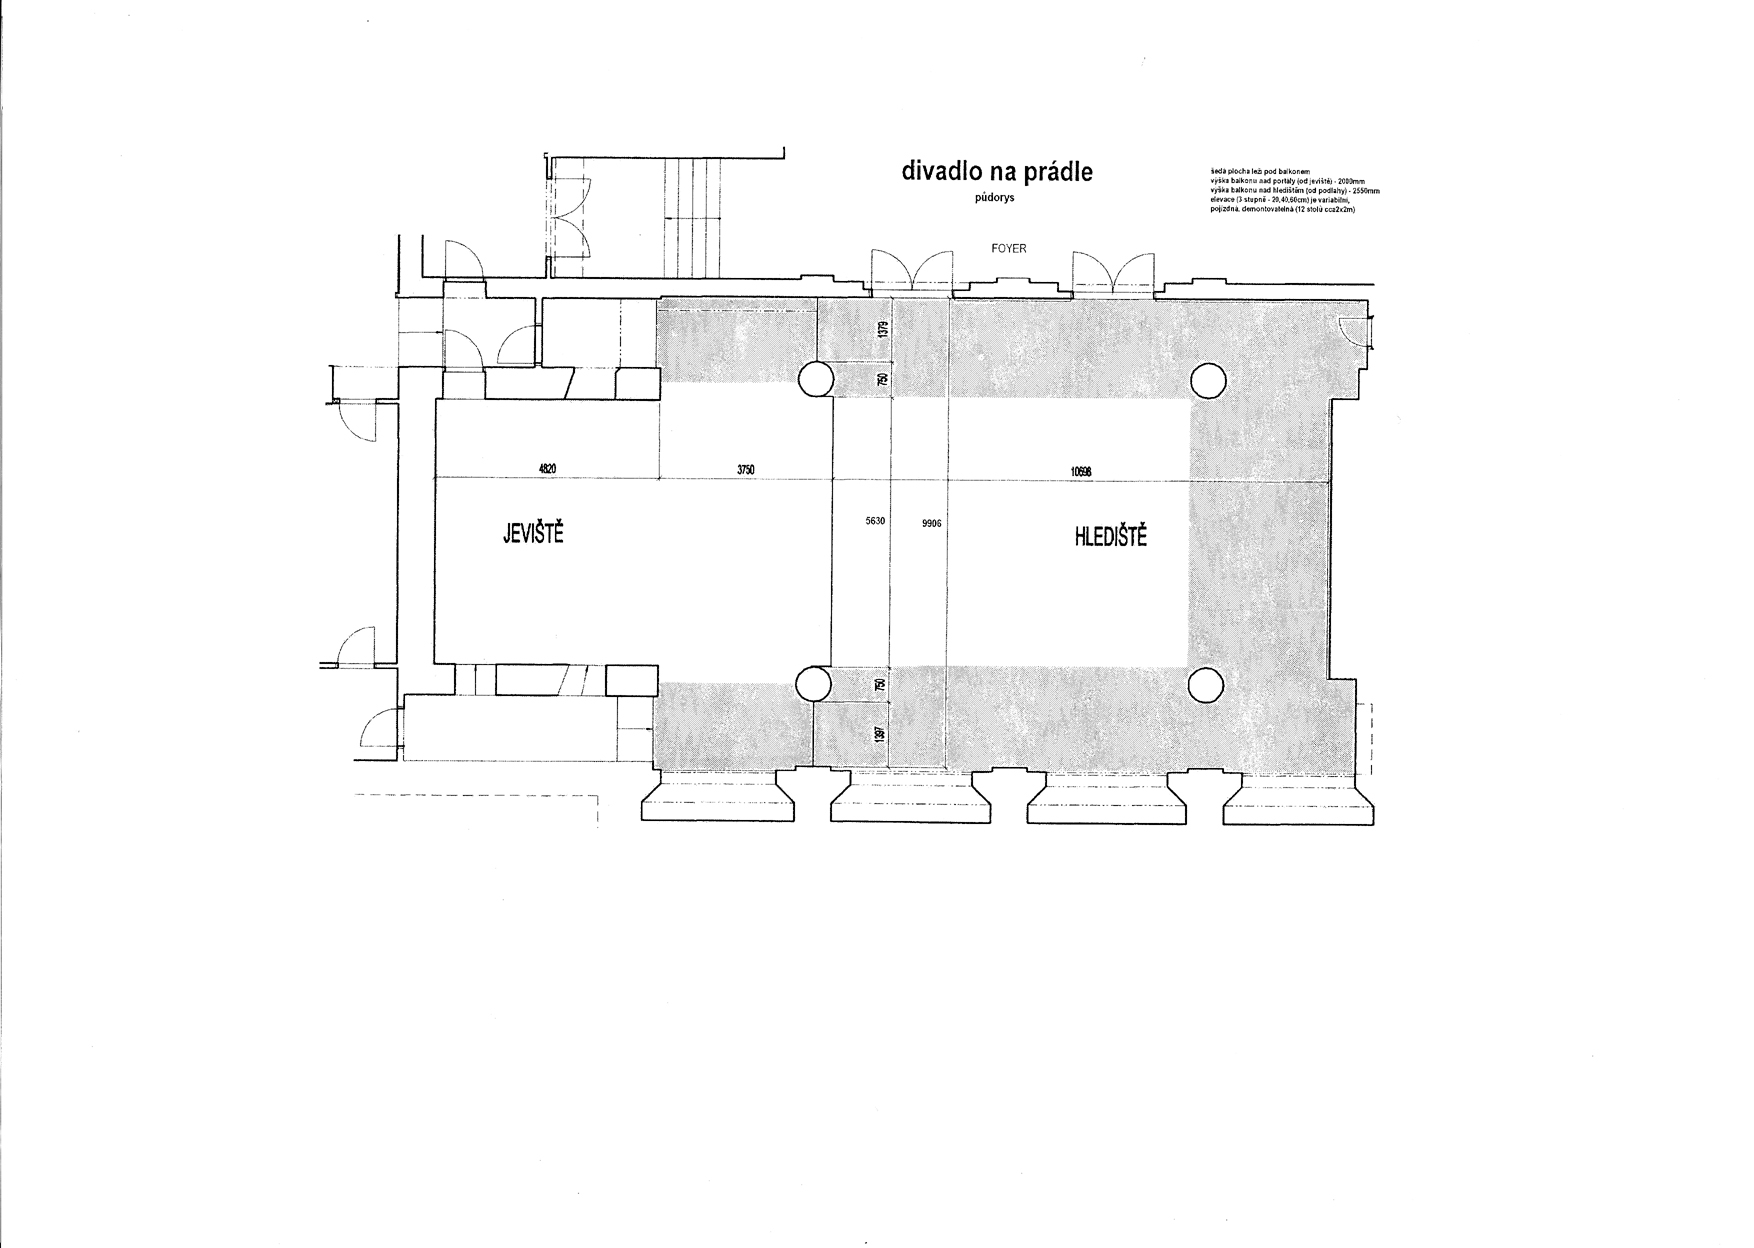 divadlo na prádle
půdorys
šedá plocha leží pod balkonem
výška balkonu nad portály (od jeviště) - 2080mm
výška balkonu nad hledištěm (od podlahy) - 2550mm
elevace (3 stupně - 20,40,60cm) je variabilní,
pojízdná, demontovatelná (12 stolů cca2x2m)
FOYER
1379
750
4820
3750
10698
5630
9906
JEVIŠTĚ
HLEDIŠTĚ
750
1397